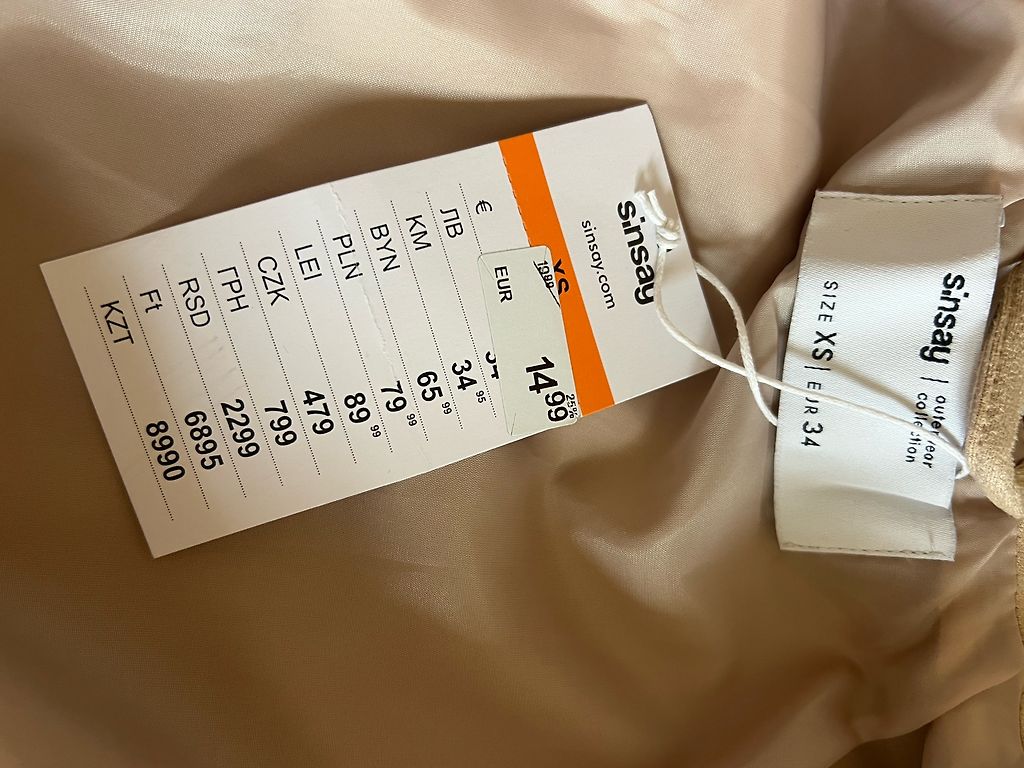 sinsay
sinsay.com
XS
19.99
25%
EUR 14.99
€
ЛВ 34.95
KM 65.99
BYN 79.99
PLN 89.99
LEI 479
CZK 799
ГРН 2299
RSD 6895
Ft 8990
KZT
sinsay | outerwear
collection
SIZE XS | EUR 34